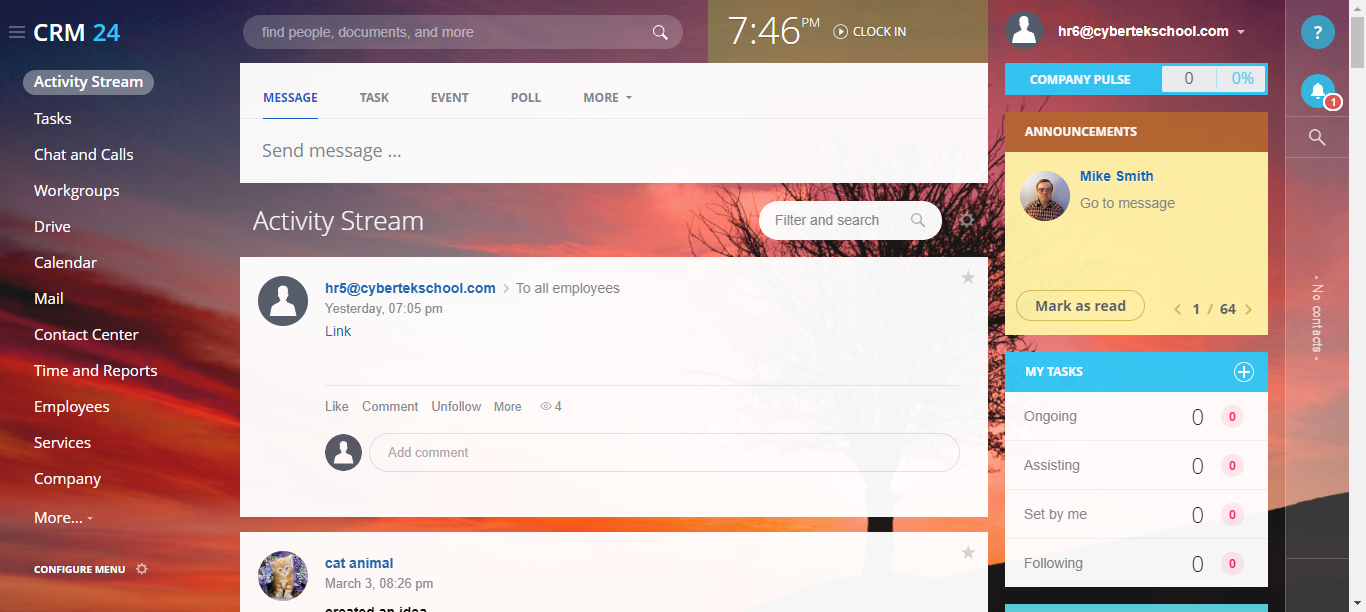 CRM 24
find people, documents, and more
7:46 PM
CLOCK IN
hr6@cybertekschool.com
?
Activity Stream
Tasks
Chat and Calls
Workgroups
Drive
Calendar
Mail
Contact Center
Time and Reports
Employees
Services
Company
More...
CONFIGURE MENU
MESSAGE TASK EVENT POLL MORE
Send message ...
Activity Stream
Filter and search
hr5@cybertekschool.com > To all employees
Yesterday, 07:05 pm
Link
Like Comment Unfollow More 4
Add comment
cat animal
March 3, 08:26 pm
created an idea
COMPANY PULSE 0 0%
ANNOUNCEMENTS
Mike Smith
Go to message
Mark as read < 1 / 64 >
MY TASKS
Ongoing 0 0
Assisting 0 0
Set by me 0 0
Following 0 0
1
- No contacts -